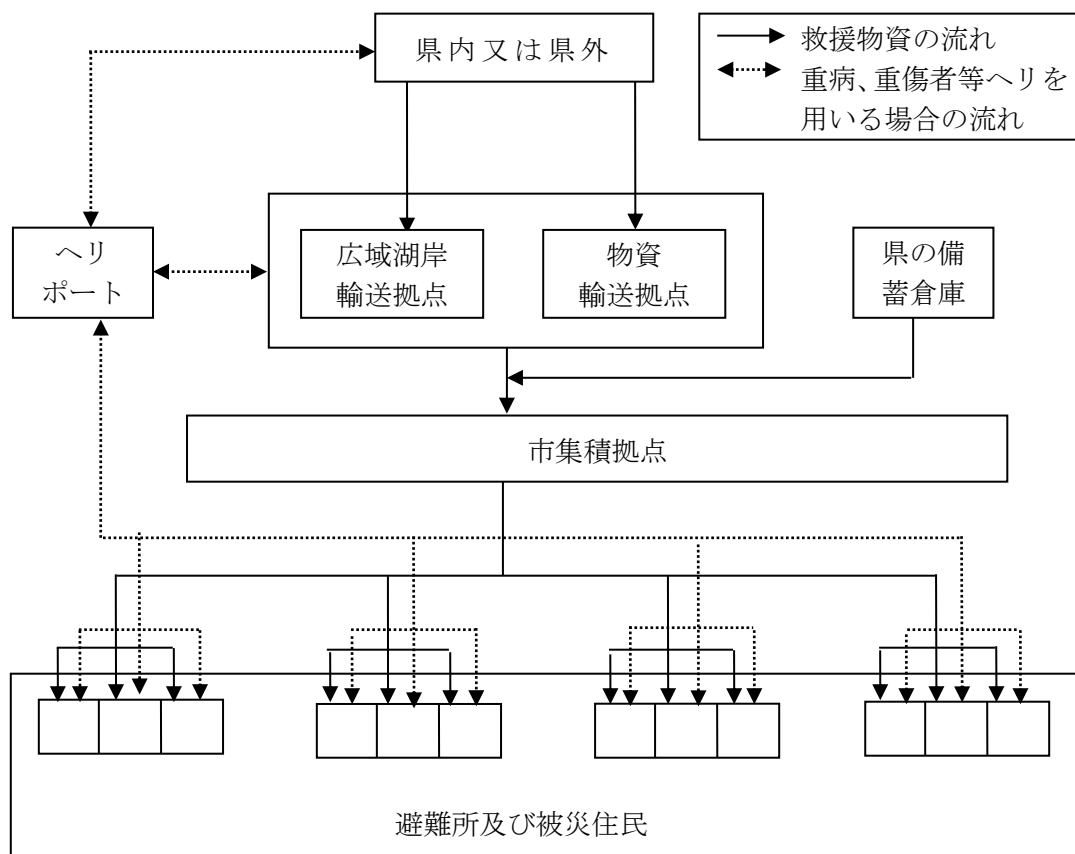 県内又は県外
救援物資の流れ
重病、重傷者等ヘリを
用いる場合の流れ
ヘリ
ポート
広域湖岸
輸送拠点
物資
輸送拠点
県の備
蓄倉庫
市集積拠点
避難所及び被災住民